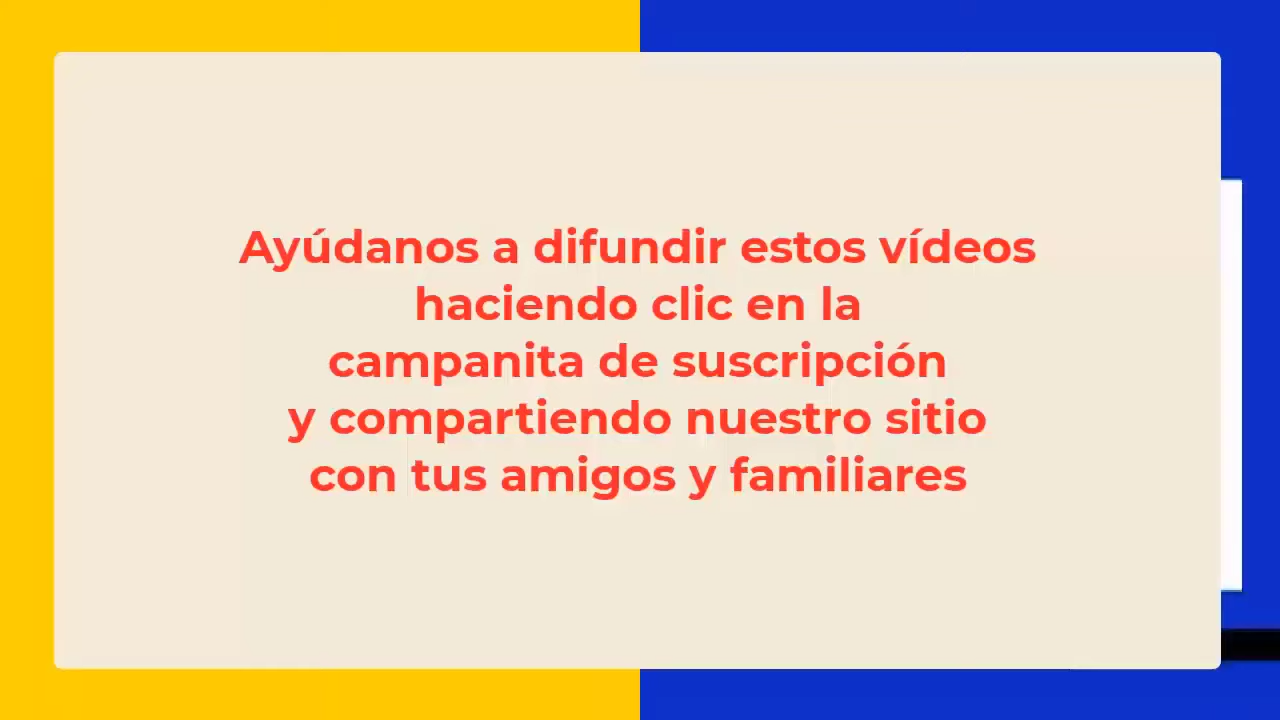 Ayúdanos a difundir estos vídeos
haciendo clic en la
campanita de suscripción
y compartiendo nuestro sitio
con tus amigos y familiares